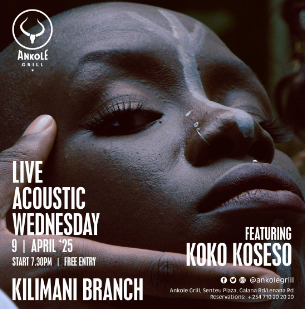 ANKOLÉ
GRILL
LIVE
ACOUSTIC
WEDNESDAY
9 | APRIL ‘25
START 7.30PM | FREE ENTRY
KILIMANI BRANCH
FEATURING
KOKO KOSESO
@ankolegrill
Ankole Grill, Senteu Plaza, Galana Rd/Lenana Rd
Reservations: +254 710 20 20 20